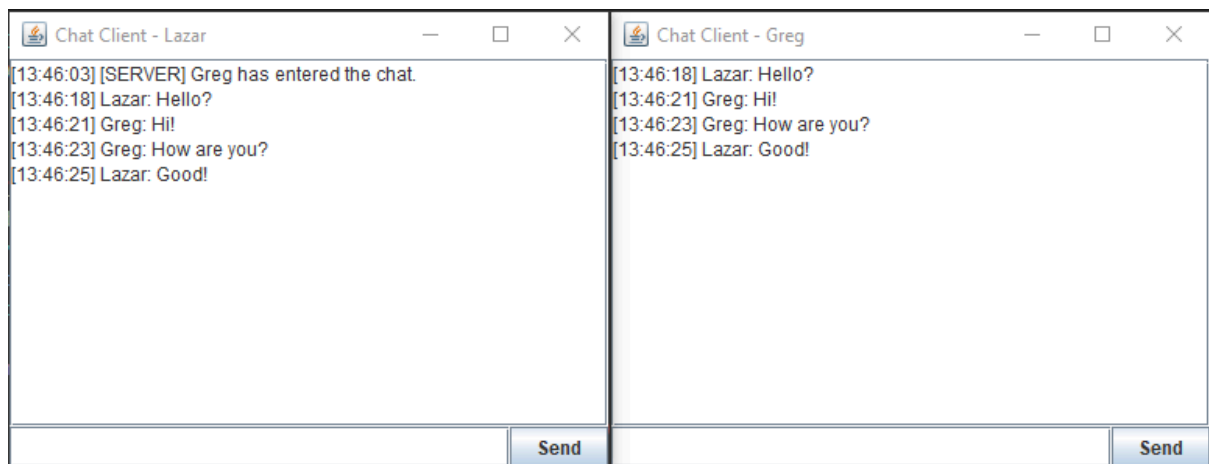 Chat Client - Lazar
[13:46:03] [SERVER] Greg has entered the chat.
[13:46:18] Lazar: Hello?
[13:46:21] Greg: Hi!
[13:46:23] Greg: How are you?
[13:46:25] Lazar: Good!
Send
Chat Client - Greg
[13:46:18] Lazar: Hello?
[13:46:21] Greg: Hi!
[13:46:23] Greg: How are you?
[13:46:25] Lazar: Good!
Send